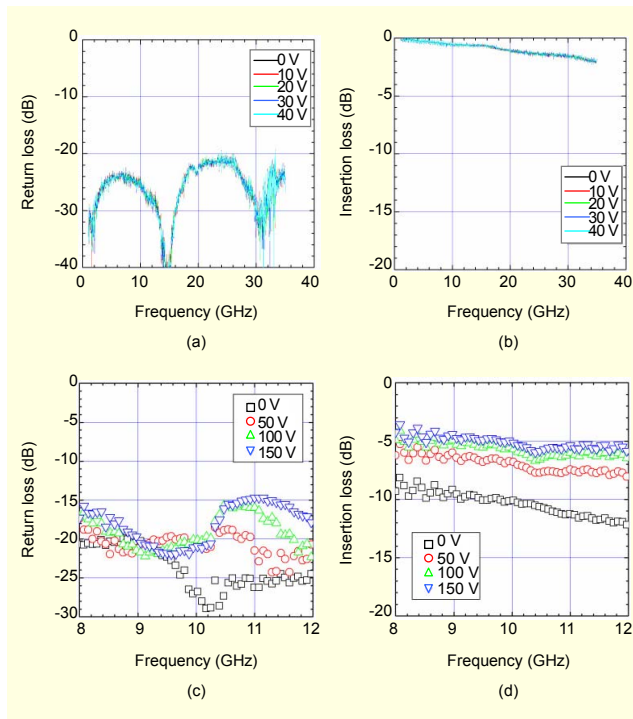 0
-10
-20
-30
-40
Return loss (dB)
0 V
10 V
20 V
30 V
40 V
0 10 20 30 40
Frequency (GHz)
(a)
0
-5
-10
-15
-20
Insertion loss (dB)
0 V
10 V
20 V
30 V
40 V
0 10 20 30 40
Frequency (GHz)
(b)
0
-5
-10
-15
-20
-25
-30
Return loss (dB)
0 V
50 V
100 V
150 V
8 9 10 11 12
Frequency (GHz)
(c)
0
-5
-10
-15
-20
Insertion loss (dB)
0 V
50 V
100 V
150 V
8 9 10 11 12
Frequency (GHz)
(d)